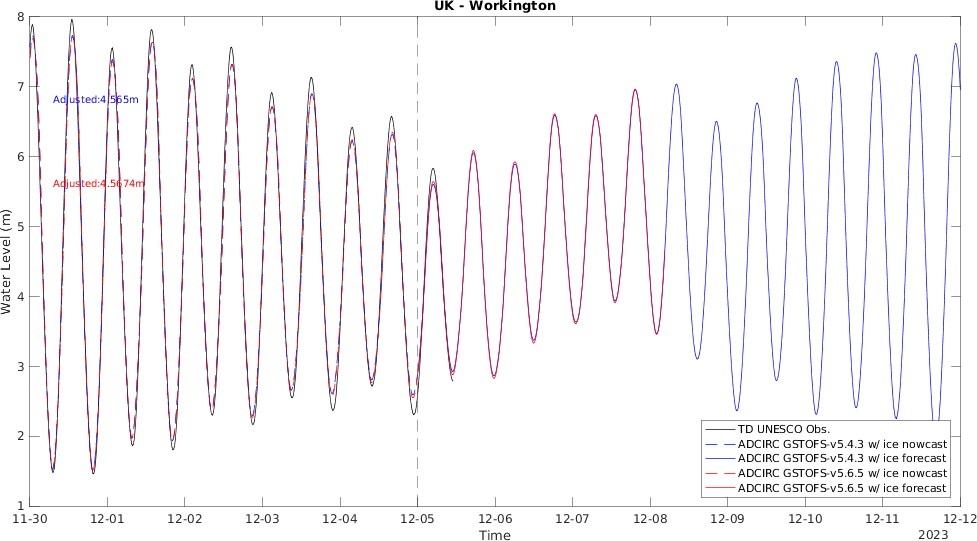 UK - Workington
8
7
6
5
4
3
2
1
Water Level (m)
Adjusted:4.565m
Adjusted:4.5674m
TD UNESCO Obs.
ADCIRC GSTOFS-v5.4.3 w/ ice nowcast
ADCIRC GSTOFS-v5.4.3 w/ ice forecast
ADCIRC GSTOFS-v5.6.5 w/ ice nowcast
ADCIRC GSTOFS-v5.6.5 w/ ice forecast
11-30 12-01 12-02 12-03 12-04 12-05 12-06 12-07 12-08 12-09 12-10 12-11 12-12
Time
2023